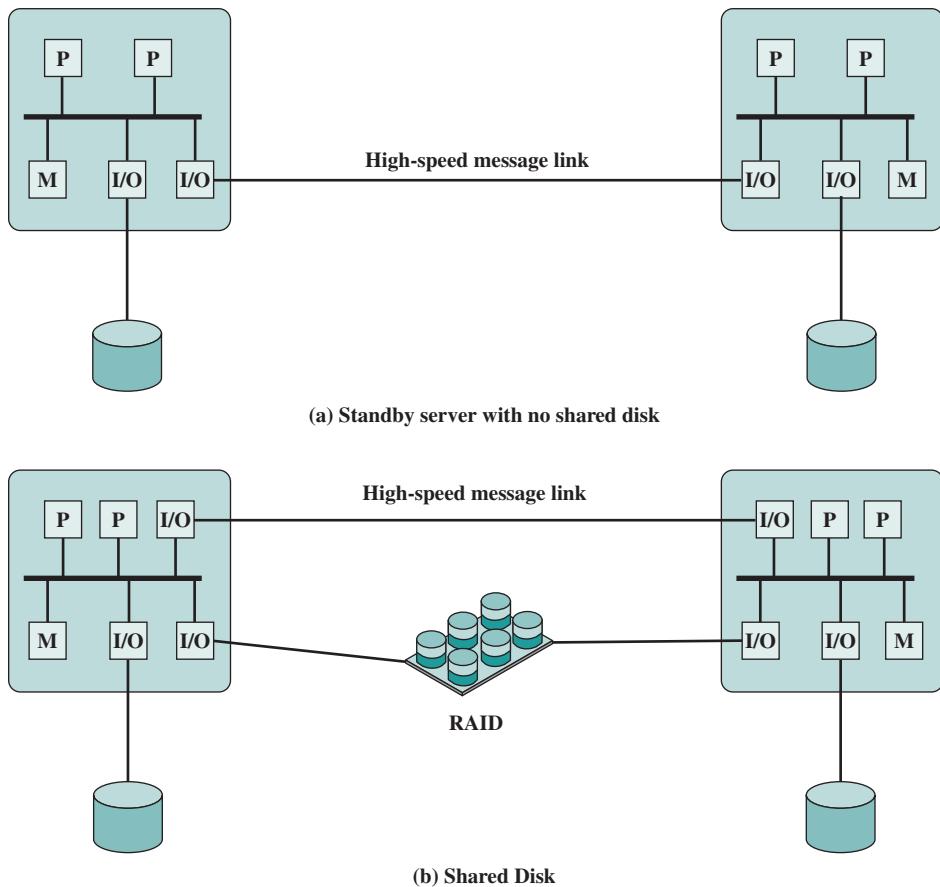 P P P P
High-speed message link
M I/O I/O I/O I/O M
(a) Standby server with no shared disk
High-speed message link
P P I/O I/O P P
M I/O I/O I/O I/O M
RAID
(b) Shared Disk